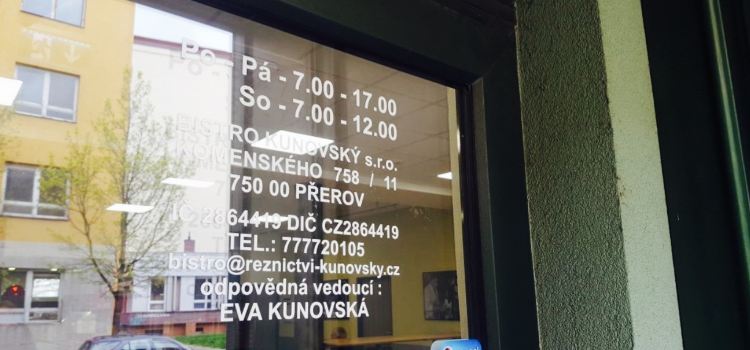 Po - Pá - 7.00 - 17.00
So - 7.00 - 12.00
BISTRO KUNOVSKÝ s.r.o.
KOMENSKÉHO 758 / 11
750 00 PŘEROV
IČ 2864419 DIČ CZ2864419
TEL.: 777720105
bistro@reznictvi-kunovsky.cz
odpovědná vedoucí :
EVA KUNOVSKÁ